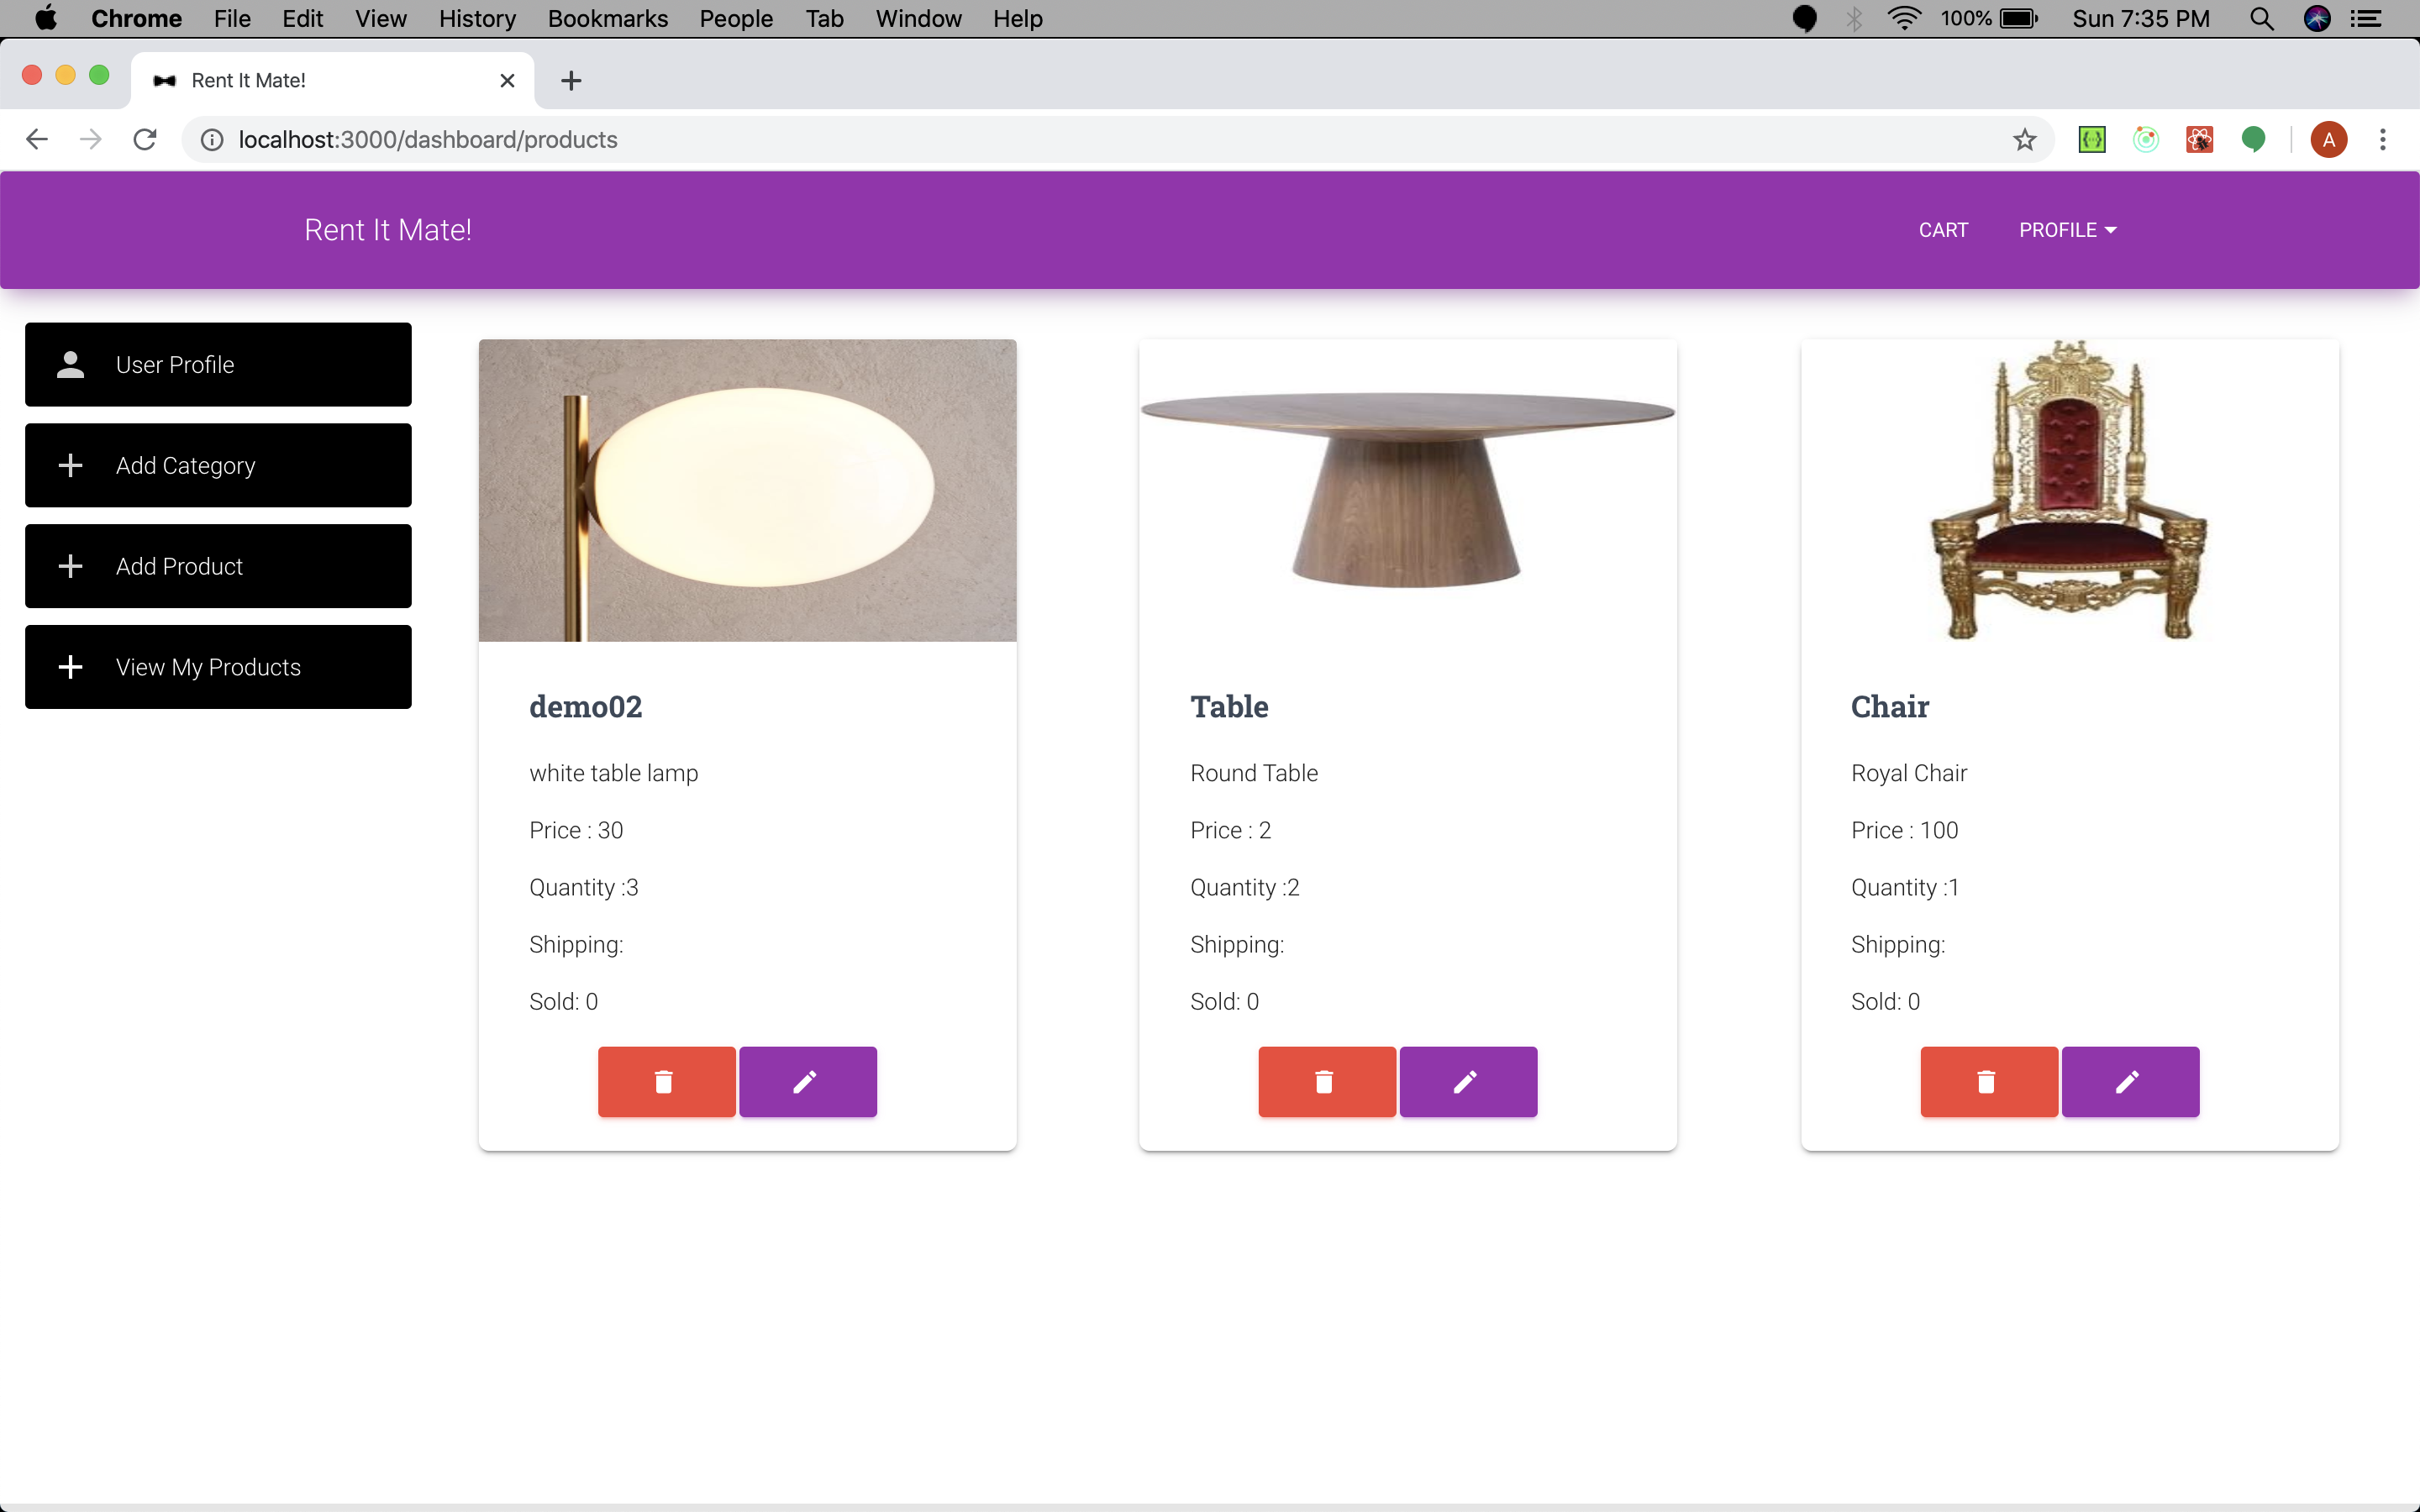 Chrome File Edit View History Bookmarks People Tab Window Help 100% Sun 7:35 PM
Rent It Mate!
localhost:3000/dashboard/products A
Rent It Mate! CART PROFILE
User Profile
Add Category
Add Product
View My Products
demo02
white table lamp
Price : 30
Quantity :3
Shipping:
Sold: 0
Table
Round Table
Price : 2
Quantity :2
Shipping:
Sold: 0
Chair
Royal Chair
Price : 100
Quantity :1
Shipping:
Sold: 0